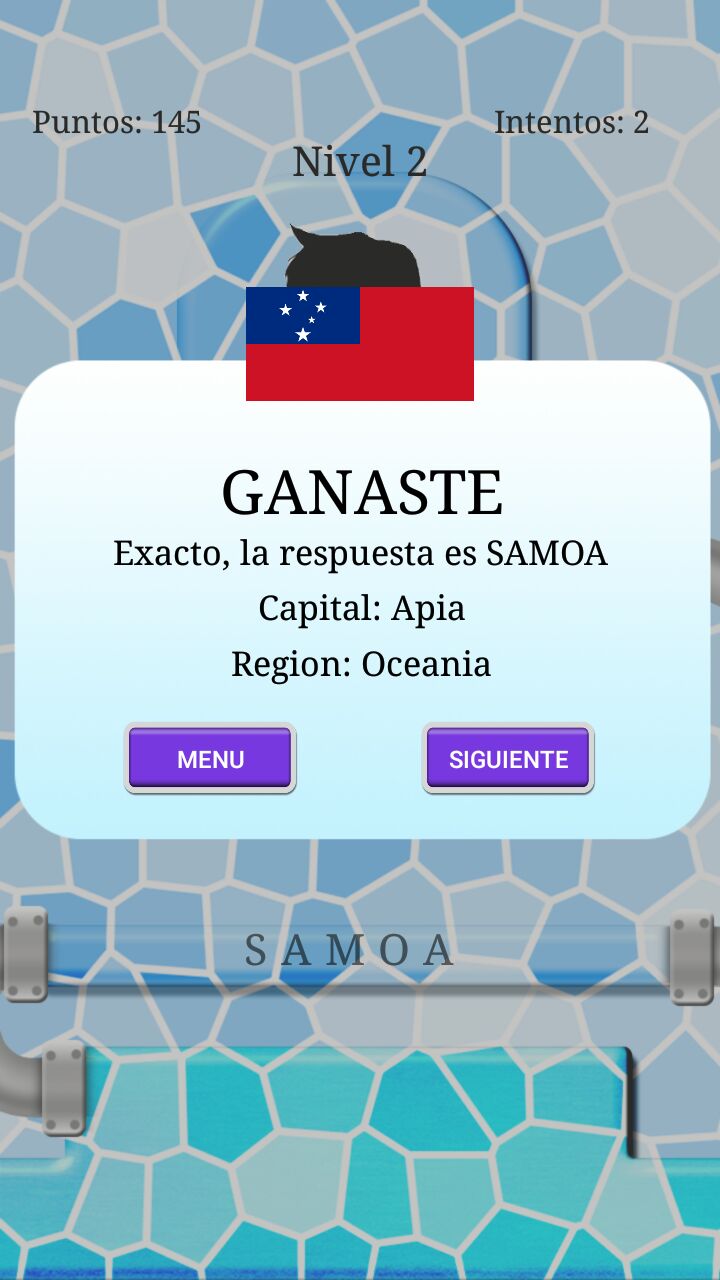 Puntos: 145
Intentos: 2
Nivel 2
GANASTE
Exacto, la respuesta es SAMOA
Capital: Apia
Region: Oceania
MENU
SIGUIENTE
S A M O A